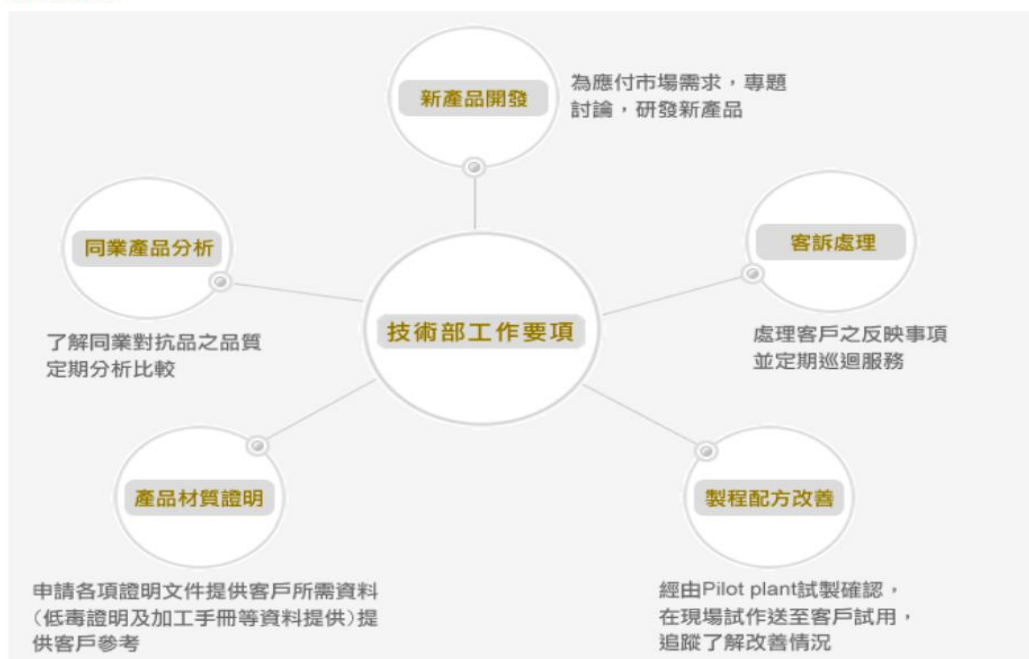 新產品開發
為應付市場需求，專題
討論，研發新產品
同業產品分析
了解同業對抗品之品質
定期分析比較
技術部工作要項
客訴處理
處理客戶之反映事項
並定期巡迴服務
產品材質證明
申請各項證明文件提供客戶所需資料
(低毒證明及加工手冊等資料提供)提
供客戶參考
製程配方改善
經由Pilot plant試製確認，
在現場試作送至客戶試用，
追蹤了解改善情況